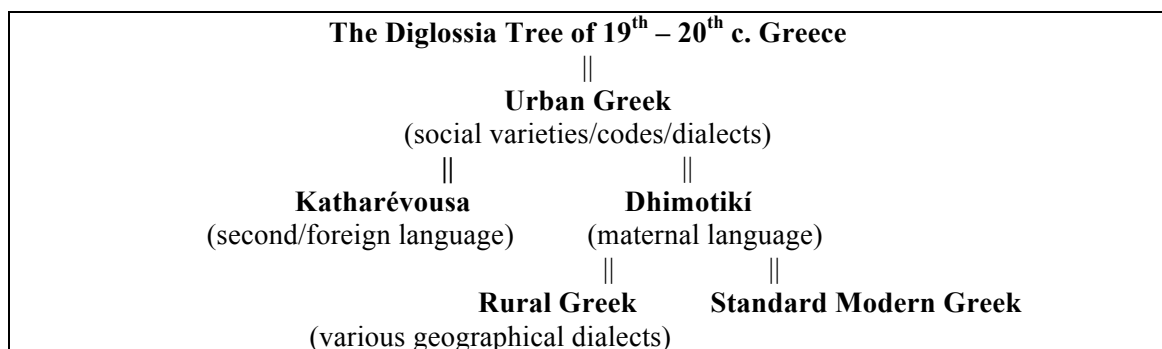 The Diglossia Tree of 19th – 20th c. Greece
||
Urban Greek
(social varieties/codes/dialects)
|| ||
Katharévousa Dhimotikí
(second/foreign language) (maternal language)
|| ||
Rural Greek Standard Modern Greek
(various geographical dialects)